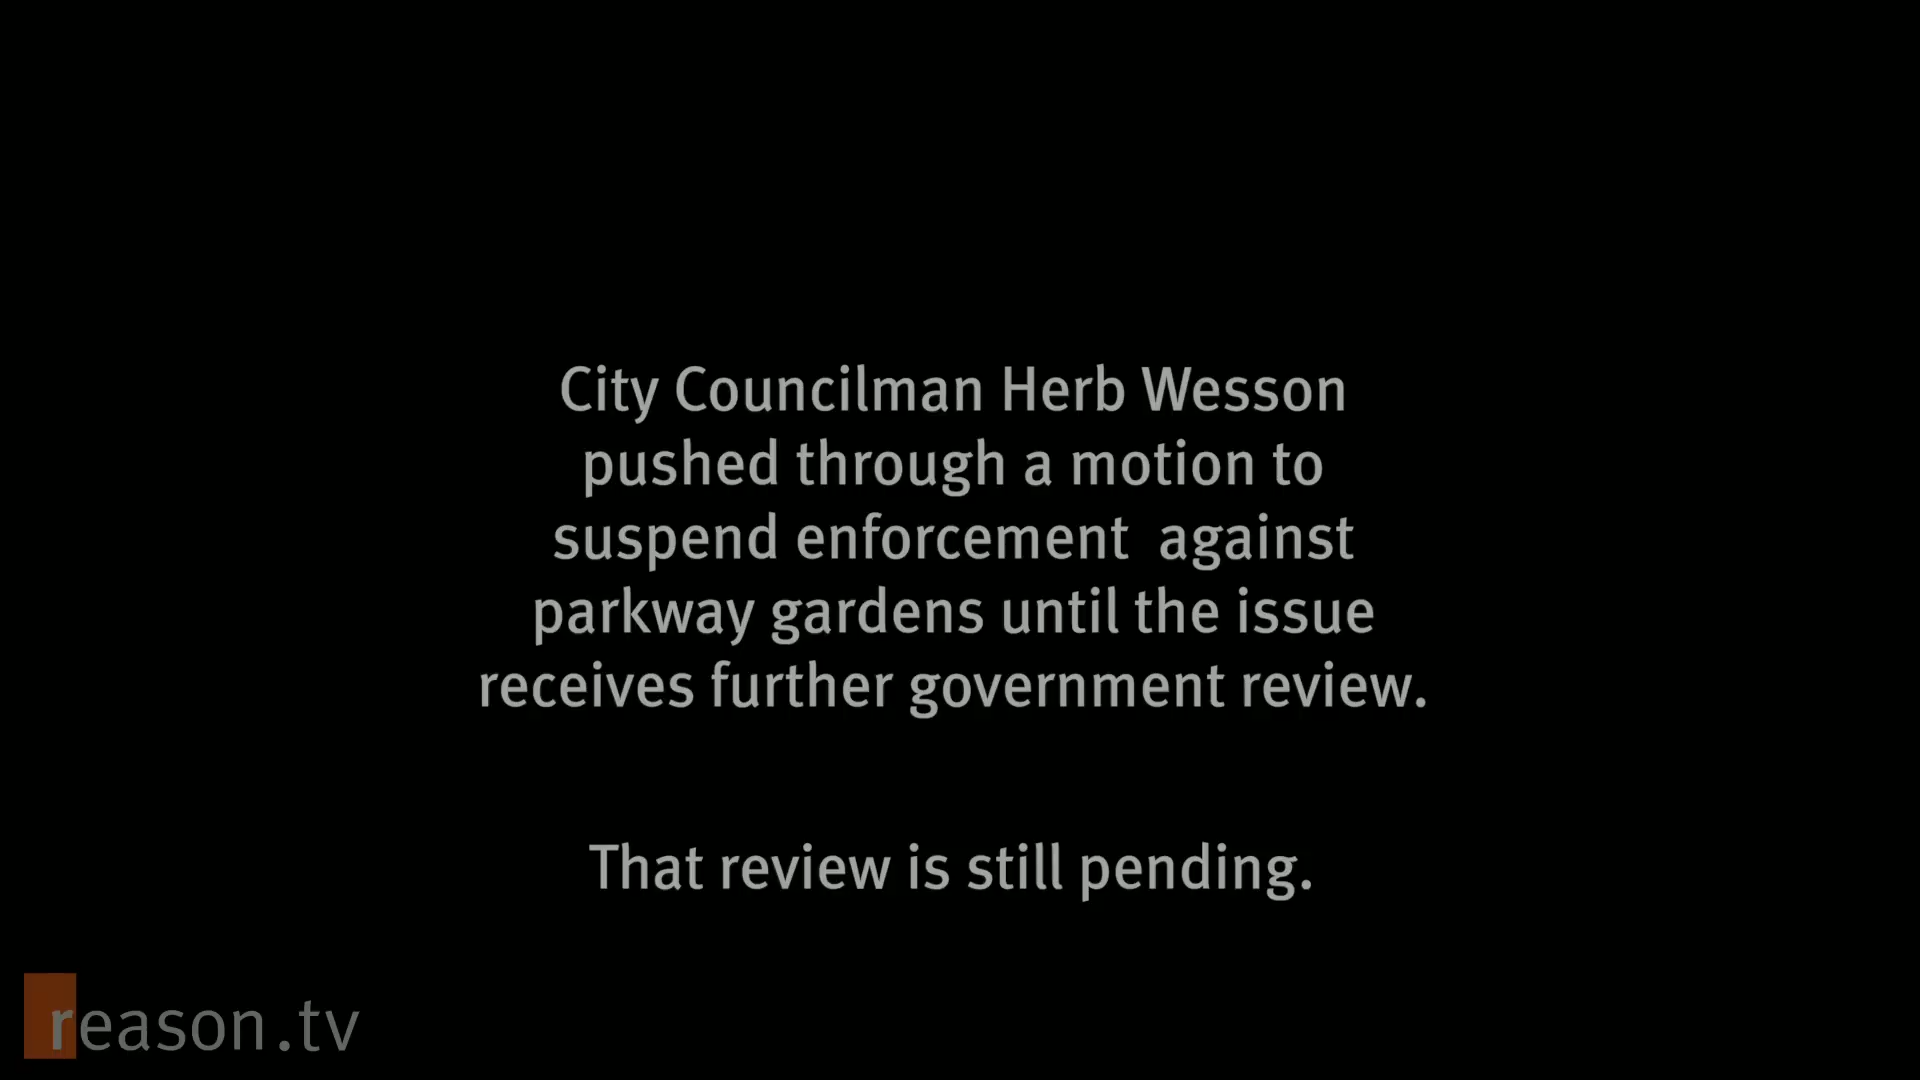 City Councilman Herb Wesson
pushed through a motion to
suspend enforcement  against
parkway gardens until the issue
receives further government review.
That review is still pending.
reason.tv